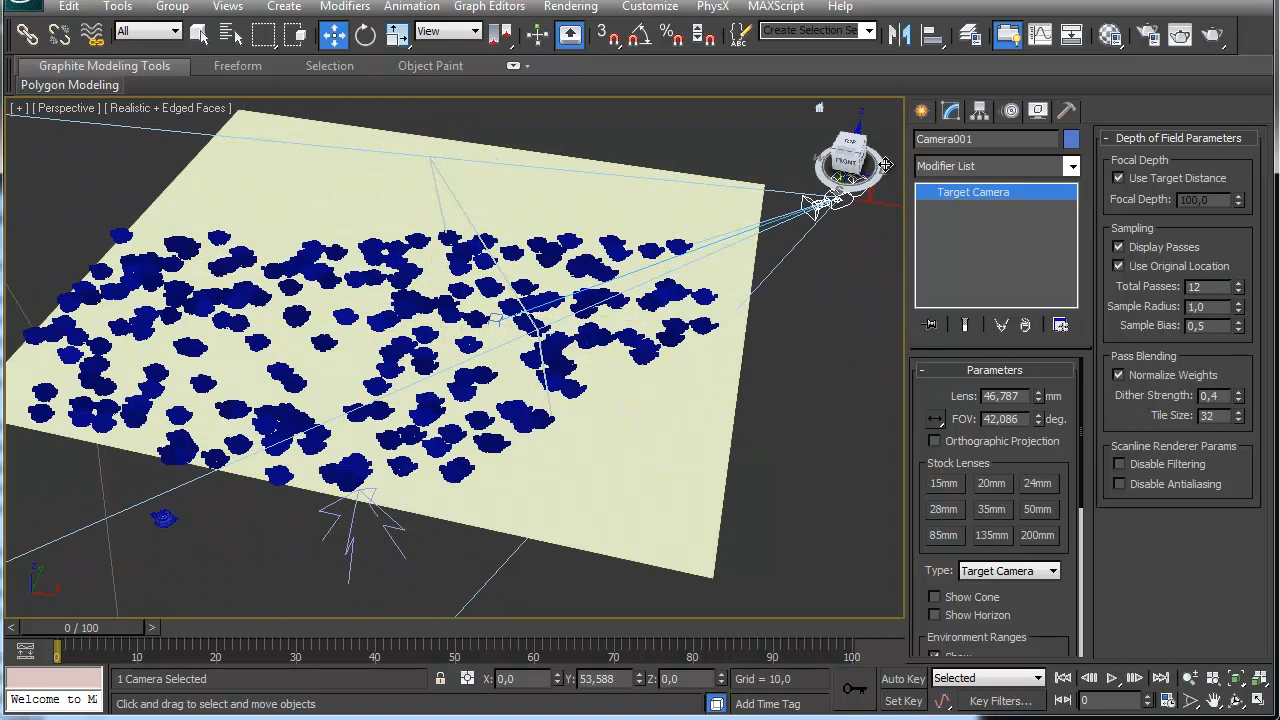 Edit Tools Group Views Create Modifiers Animation Graph Editors Rendering Customize PhysX MAXScript Help
All View Create Selection Se
3
Graphite Modeling Tools Freeform Selection Object Paint
Polygon Modeling
[ + ] [ Perspective ] [ Realistic + Edged Faces ]
Z
TOP
FRONT
Camera001
Modifier List
Target Camera
Parameters
Lens: 46,787 mm
FOV: 42,086 deg.
Orthographic Projection
Stock Lenses
15mm 20mm 24mm
28mm 35mm 50mm
85mm 135mm 200mm
Type: Target Camera
Show Cone
Show Horizon
Environment Ranges
Depth of Field Parameters
Focal Depth
Use Target Distance
Focal Depth: 100,0
Sampling
Display Passes
Use Original Location
Total Passes: 12
Sample Radius: 1,0
Sample Bias: 0,5
Pass Blending
Normalize Weights
Dither Strength: 0,4
Tile Size: 32
Scanline Renderer Params
Disable Filtering
Disable Antialiasing
z y x
< 0 / 100 >
0 10 20 30 40 50 60 70 80 90 100
1 Camera Selected X: 0,0 Y: 53,588 Z: 0,0 Grid = 10,0 Auto Key Selected
Click and drag to select and move objects Add Time Tag Set Key Key Filters... 0